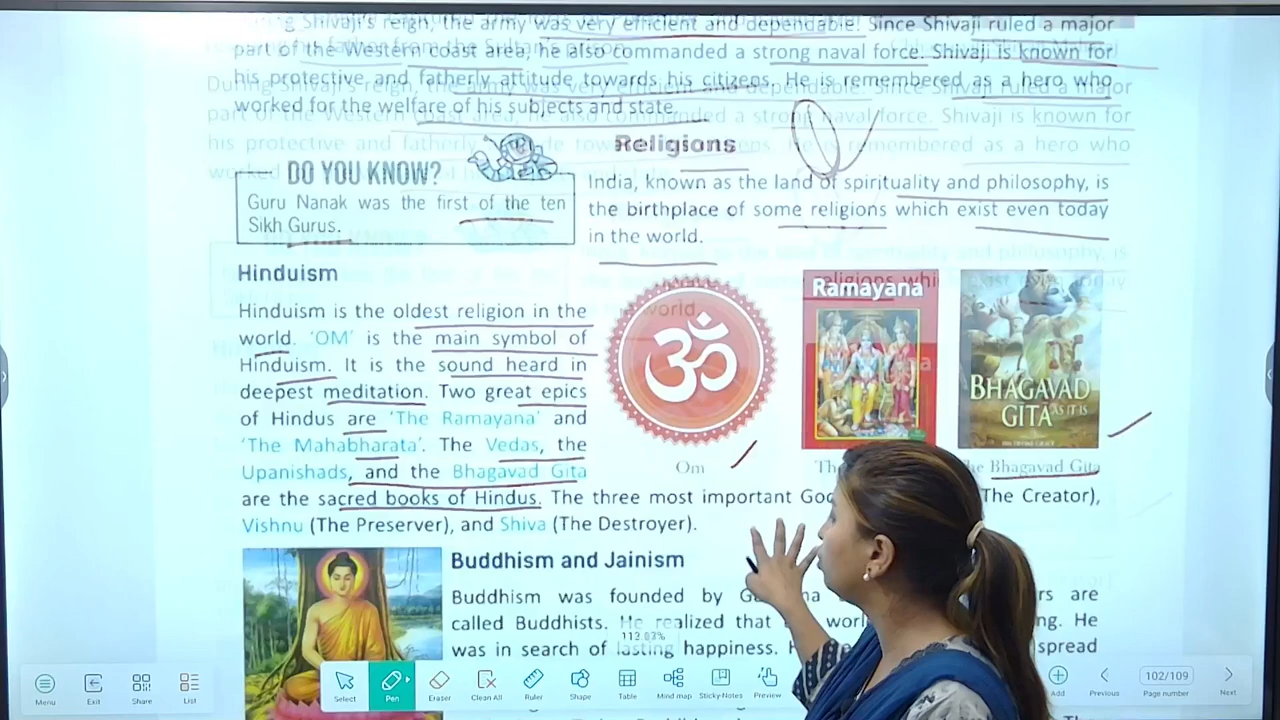 g Shivaji's reign, the army was very efficient and dependable. Since Shivaji ruled a major
part of the Western coast area, he also commanded a strong naval force. Shivaji is known for
his protective and fatherly attitude towards his citizens. He is remembered as a hero who
worked for the welfare of his subjects and state.
Religions
DO YOU KNOW?
Guru Nanak was the first of the ten
Sikh Gurus.
India, known as the land of spirituality and philosophy, is
the birthplace of some religions which exist even today
in the world.
Hinduism
Hinduism is the oldest religion in the
world. 'OM' is the main symbol of
Hinduism. It is the sound heard in
deepest meditation. Two great epics
of Hindus are 'The Ramayana' and
'The Mahabharata'. The Vedas, the
Upanishads, and the Bhagavad Gita
are the sacred books of Hindus. The three most important (The Creator),
Vishnu (The Preserver), and Shiva (The Destroyer).
ॐ
Om
Ramayana
BHAGAVAD
GITA AS IT IS
The Bhagavad Gita
Buddhism and Jainism
Buddhism was founded by are
called Buddhists. He realized that He
was in search of lasting happiness. spread
112.03%
Menu
Exit
Share
List
Select
Pen
Eraser
Clean All
Ruler
Shape
Table
Mind map
Sticky-Notes
Preview
Add
Previous
102/109
Page number
Next